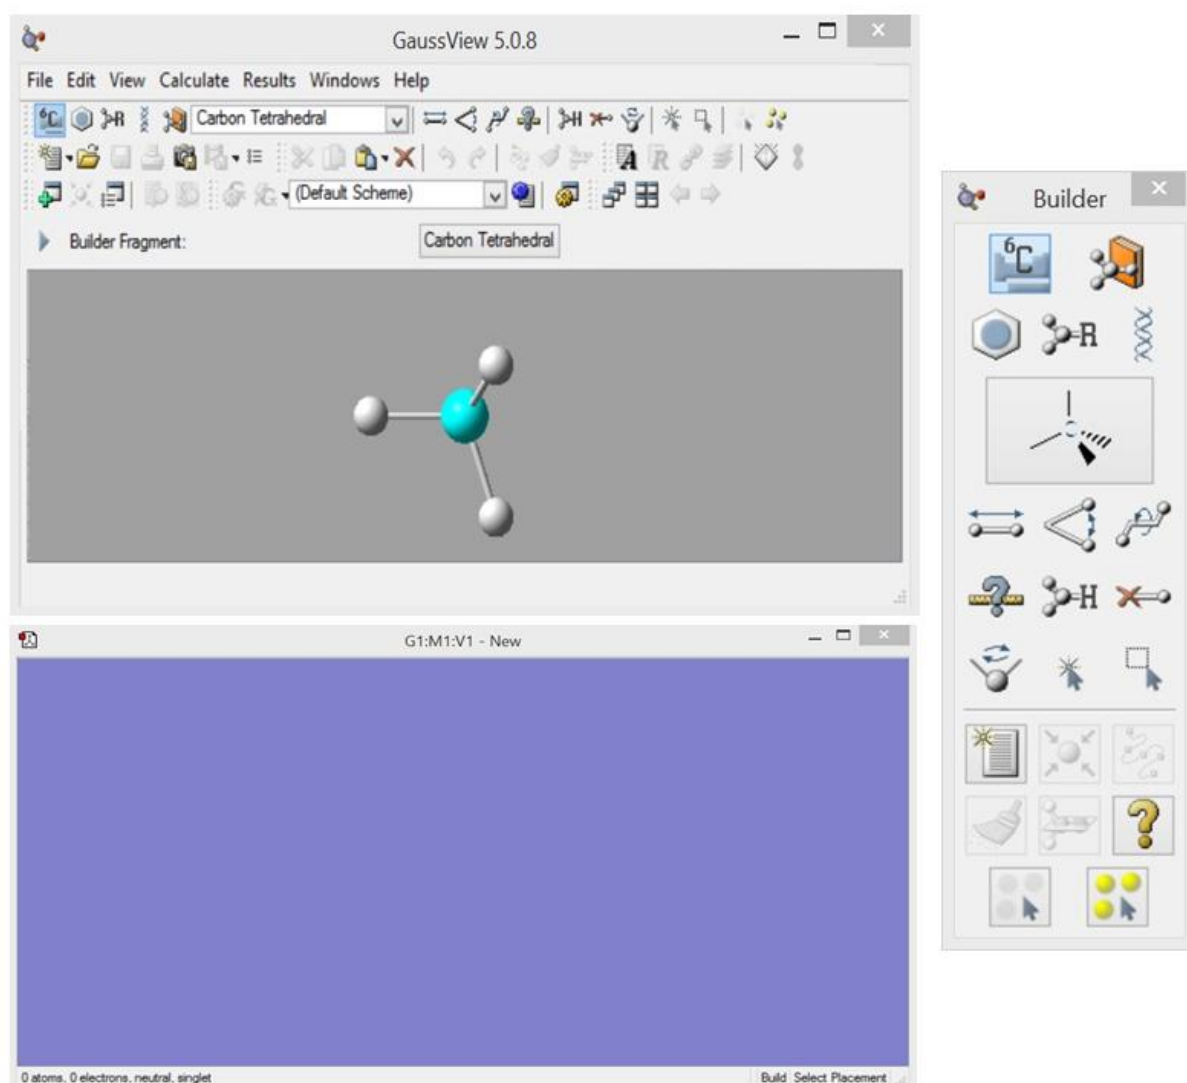 GaussView 5.0.8
File Edit View Calculate Results Windows Help
6C R Carbon Tetrahedral H
A R
(Default Scheme)
Builder Fragment: Carbon Tetrahedral
G1:M1:V1 - New
0 atoms, 0 electrons, neutral, singlet Build Select Placement
Builder
6C
R
C
H